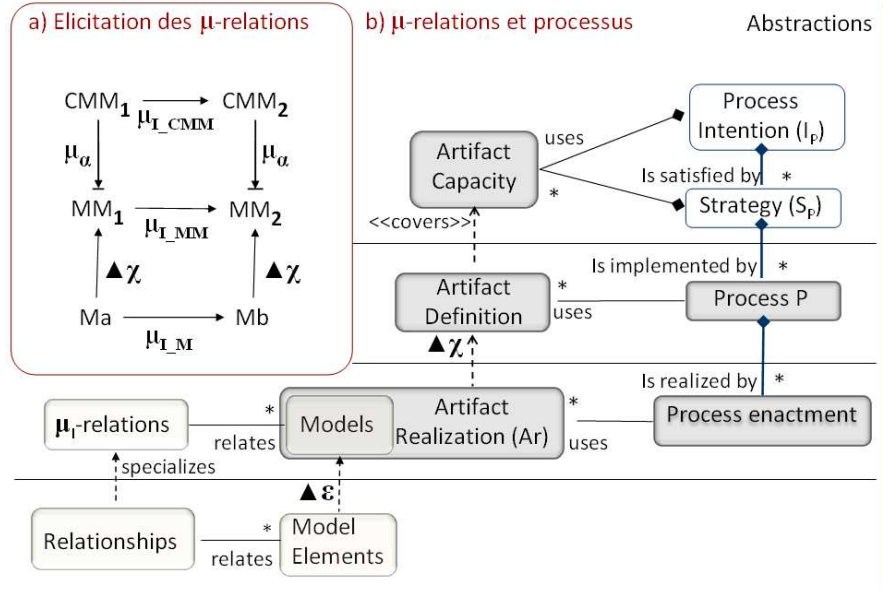 a) Elicitation des μ-relations
b) μ-relations et processus
Abstractions
CMM1
CMM2
μI_CMM
μα
μα
MM1
MM2
μI_MM
▲χ
▲χ
Ma
Mb
μI_M
Artifact
Capacity
uses
*
Process
Intention (IP)
Is satisfied by *
Strategy (SP)
<<covers>>
Is implemented by *
Artifact
Definition
*
uses
Process P
▲χ
Is realized by *
μI-relations
*
relates
Models
Artifact
Realization (Ar)
*
uses
Process enactment
specializes
▲ε
Relationships
*
relates
Model
Elements